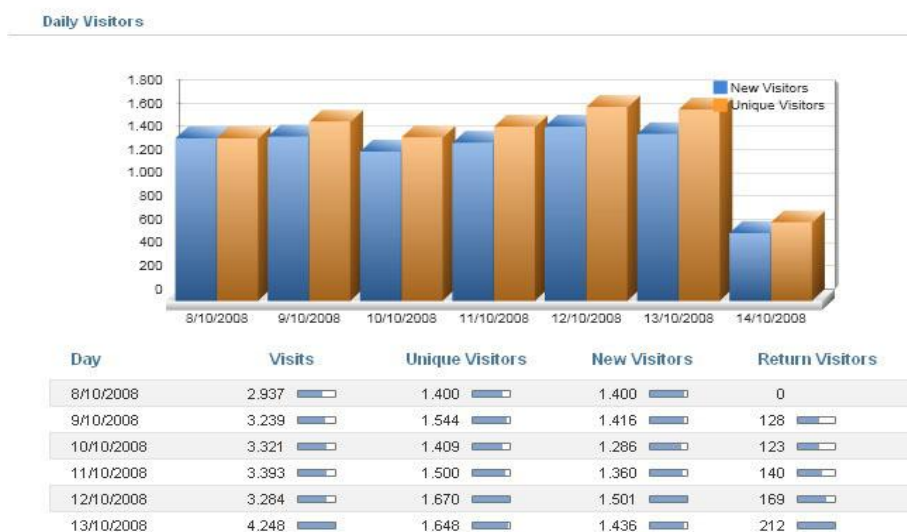 Daily Visitors
New Visitors
Unique Visitors
1.800
1.600
1.400
1.200
1.000
800
600
400
200
0
8/10/2008 9/10/2008 10/10/2008 11/10/2008 12/10/2008 13/10/2008 14/10/2008
Day Visits Unique Visitors New Visitors Return Visitors
8/10/2008 2.937 1.400 1.400 0
9/10/2008 3.239 1.544 1.416 128
10/10/2008 3.321 1.409 1.286 123
11/10/2008 3.393 1.500 1.360 140
12/10/2008 3.284 1.670 1.501 169
13/10/2008 4.248 1.648 1.436 212